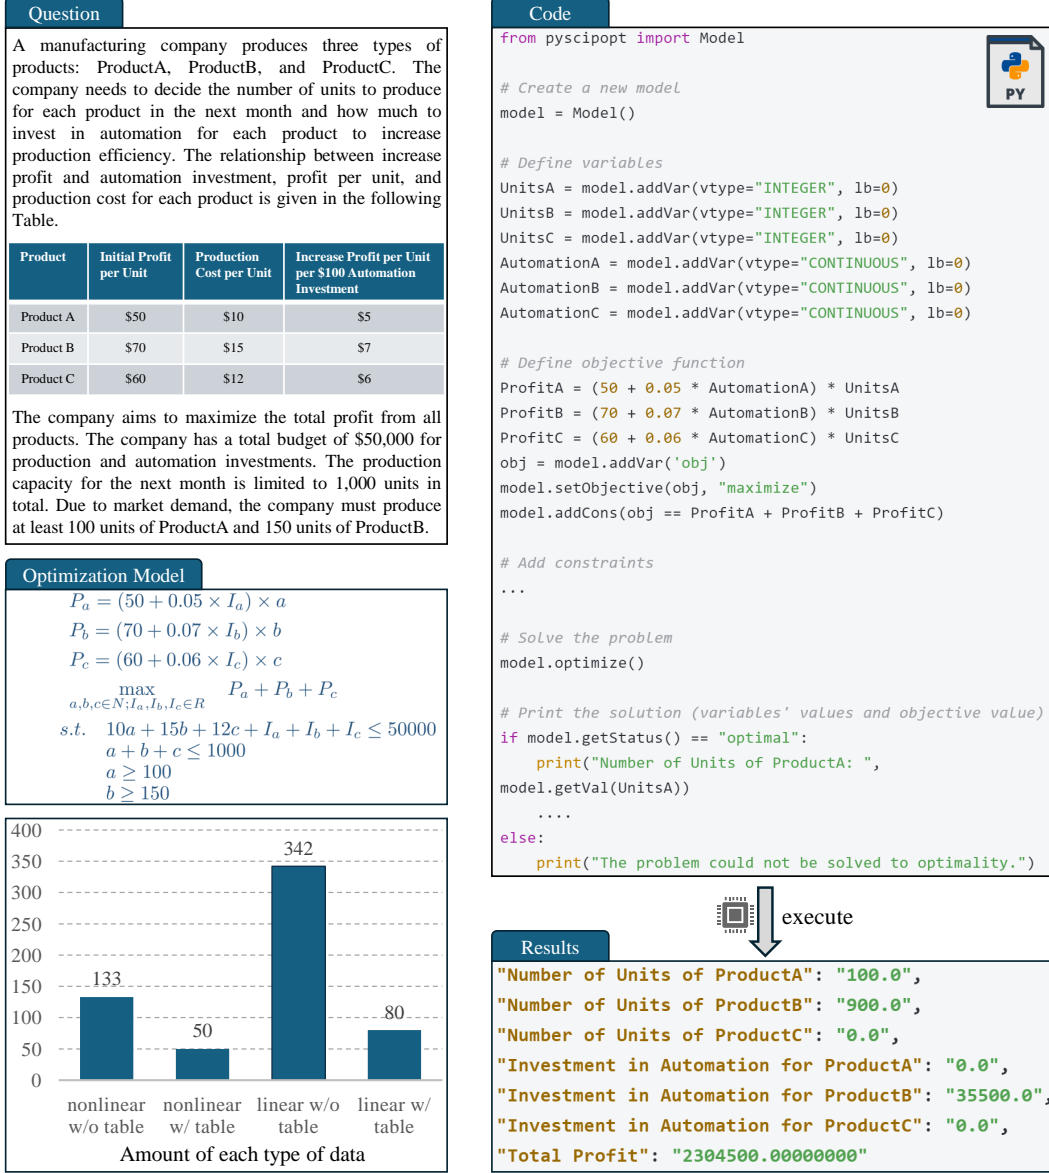 Question
A manufacturing company produces three types of
products: ProductA, ProductB, and ProductC. The
company needs to decide the number of units to produce
for each product in the next month and how much to
invest in automation for each product to increase
production efficiency. The relationship between increase
profit and automation investment, profit per unit, and
production cost for each product is given in the following
Table.
Product Initial Profit per Unit Production Cost per Unit Increase Profit per Unit per $100 Automation Investment
Product A $50 $10 $5
Product B $70 $15 $7
Product C $60 $12 $6
The company aims to maximize the total profit from all
products. The company has a total budget of $50,000 for
production and automation investments. The production
capacity for the next month is limited to 1,000 units in
total. Due to market demand, the company must produce
at least 100 units of ProductA and 150 units of ProductB.
Optimization Model
P_a = (50 + 0.05 × I_a) × a
P_b = (70 + 0.07 × I_b) × b
P_c = (60 + 0.06 × I_c) × c
max P_a + P_b + P_c
a,b,c∈N;I_a,I_b,I_c∈R
s.t. 10a + 15b + 12c + I_a + I_b + I_c ≤ 50000
a + b + c ≤ 1000
a ≥ 100
b ≥ 150
400
350
300
250
200
150
100
50
0
133
50
342
80
nonlinear w/o table
nonlinear w/ table
linear w/o table
linear w/ table
Amount of each type of data
Code
PY
from pyscipopt import Model
# Create a new model
model = Model()
# Define variables
UnitsA = model.addVar(vtype="INTEGER", lb=0)
UnitsB = model.addVar(vtype="INTEGER", lb=0)
UnitsC = model.addVar(vtype="INTEGER", lb=0)
AutomationA = model.addVar(vtype="CONTINUOUS", lb=0)
AutomationB = model.addVar(vtype="CONTINUOUS", lb=0)
AutomationC = model.addVar(vtype="CONTINUOUS", lb=0)
# Define objective function
ProfitA = (50 + 0.05 * AutomationA) * UnitsA
ProfitB = (70 + 0.07 * AutomationB) * UnitsB
ProfitC = (60 + 0.06 * AutomationC) * UnitsC
obj = model.addVar('obj')
model.setObjective(obj, "maximize")
model.addCons(obj == ProfitA + ProfitB + ProfitC)
# Add constraints
...
# Solve the problem
model.optimize()
# Print the solution (variables' values and objective value)
if model.getStatus() == "optimal":
print("Number of Units of ProductA: ",
model.getVal(UnitsA))
....
else:
print("The problem could not be solved to optimality.")
execute
Results
"Number of Units of ProductA": "100.0",
"Number of Units of ProductB": "900.0",
"Number of Units of ProductC": "0.0",
"Investment in Automation for ProductA": "0.0",
"Investment in Automation for ProductB": "35500.0",
"Investment in Automation for ProductC": "0.0",
"Total Profit": "2304500.00000000"